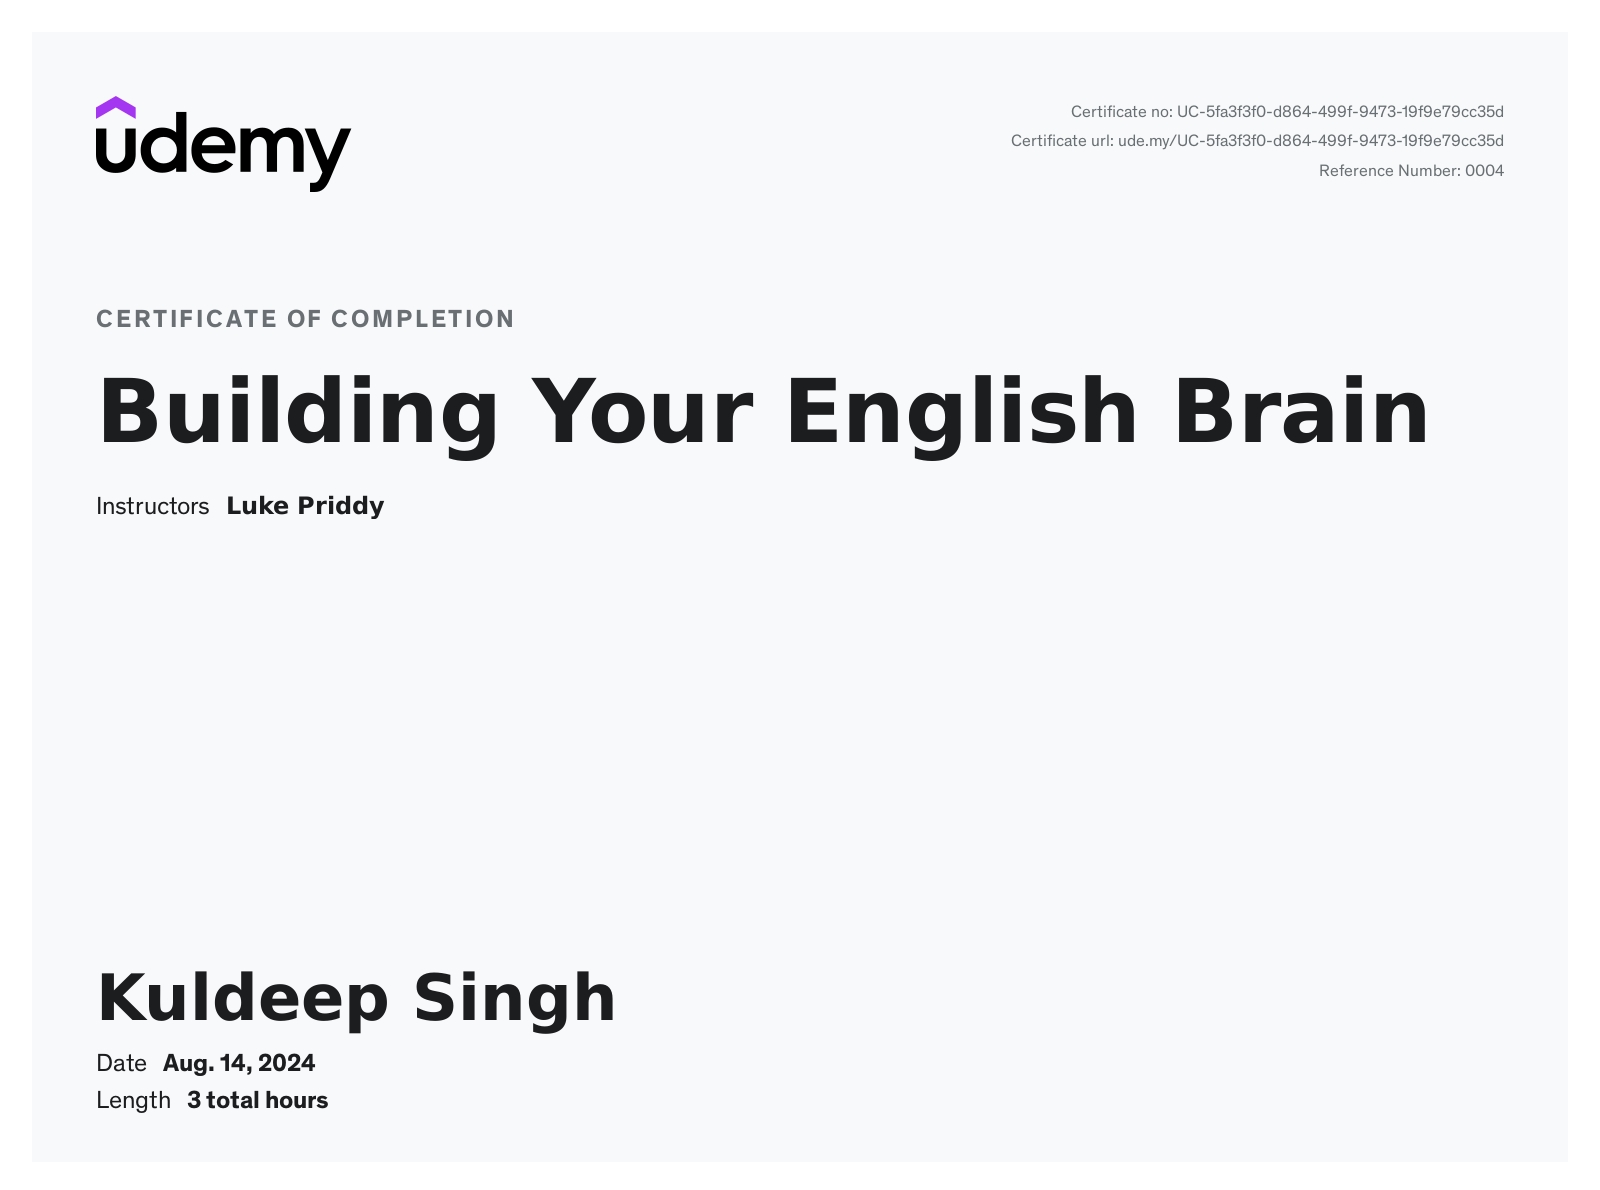 udemy
Certificate no: UC-5fa3f3f0-d864-499f-9473-19f9e79cc35d
Certificate url: ude.my/UC-5fa3f3f0-d864-499f-9473-19f9e79cc35d
Reference Number: 0004
CERTIFICATE OF COMPLETION
Building Your English Brain
Instructors Luke Priddy
Kuldeep Singh
Date Aug. 14, 2024
Length 3 total hours